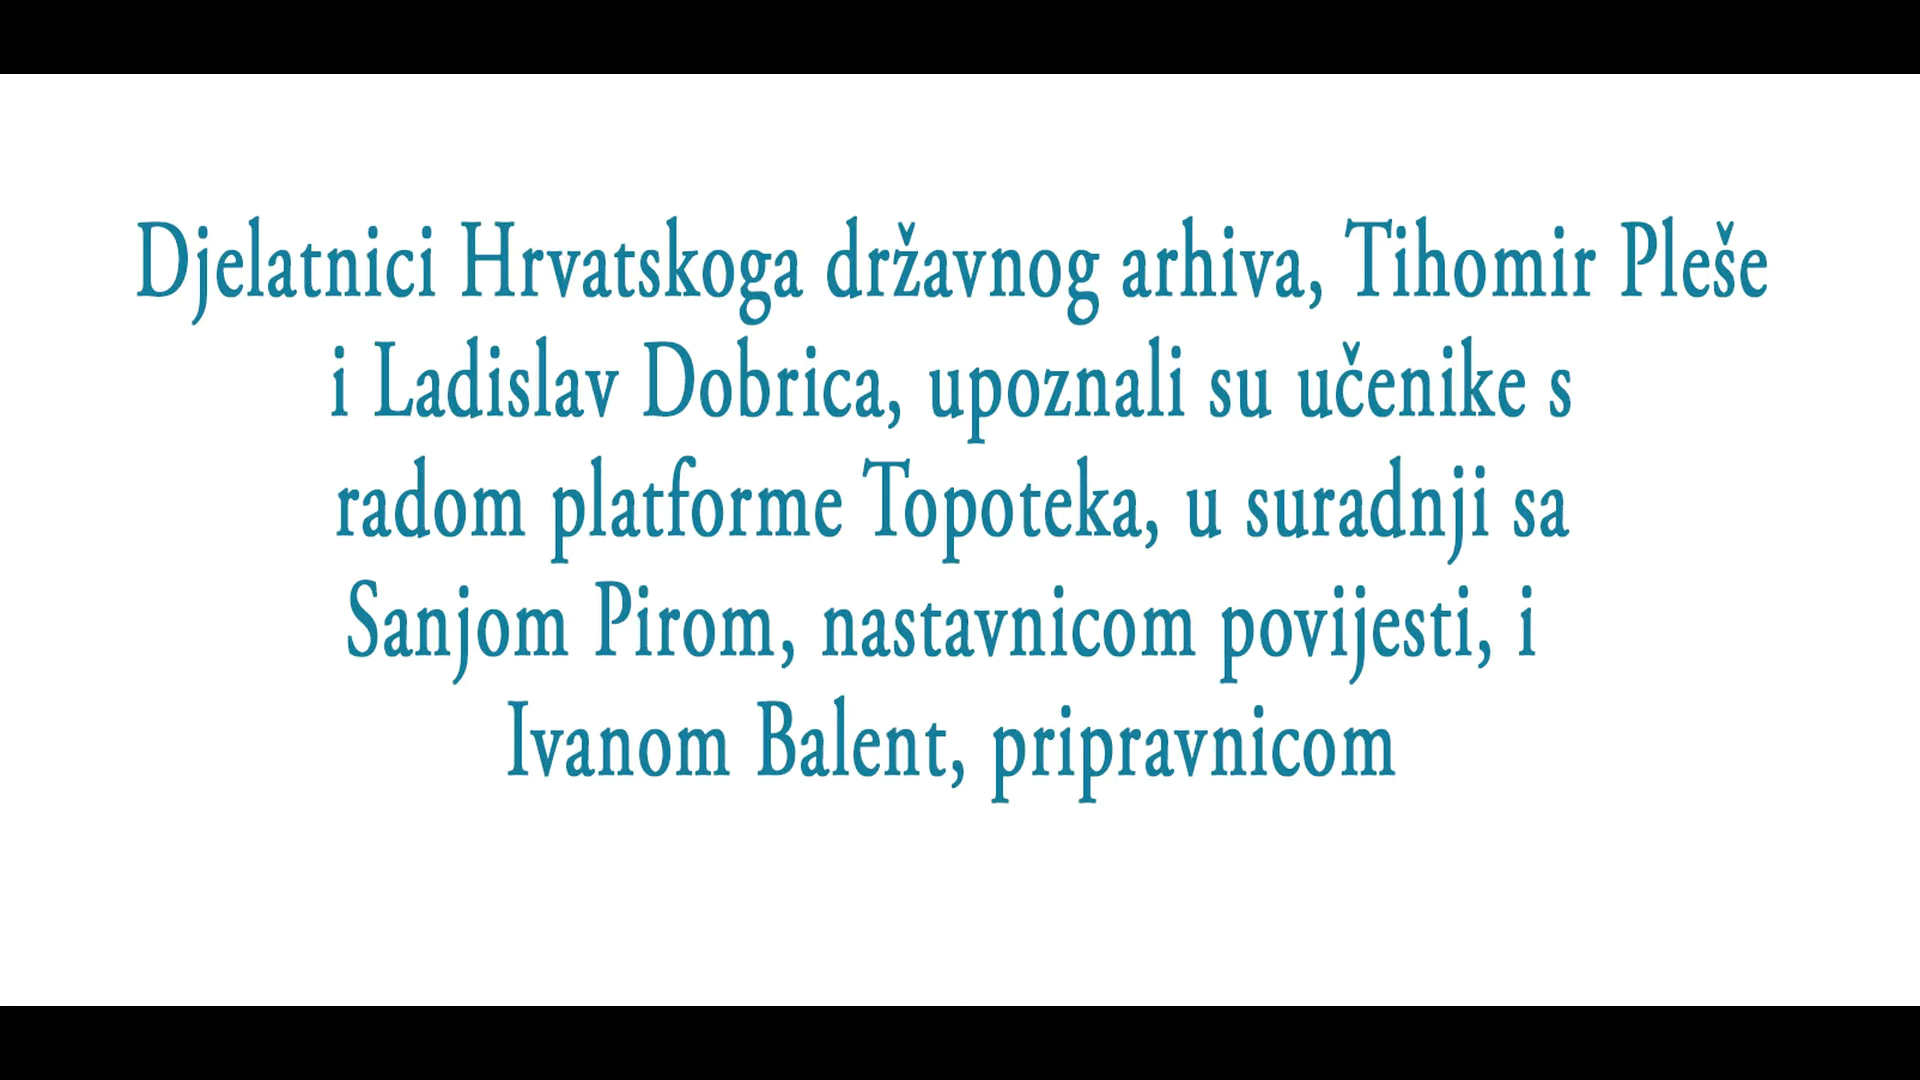 Djelatnici Hrvatskoga državnog arhiva, Tihomir Pleše
i Ladislav Dobrica, upoznali su učenike s
radom platforme Topoteka, u suradnji sa
Sanjom Pirom, nastavnicom povijesti, i
Ivanom Balent, pripravnicom